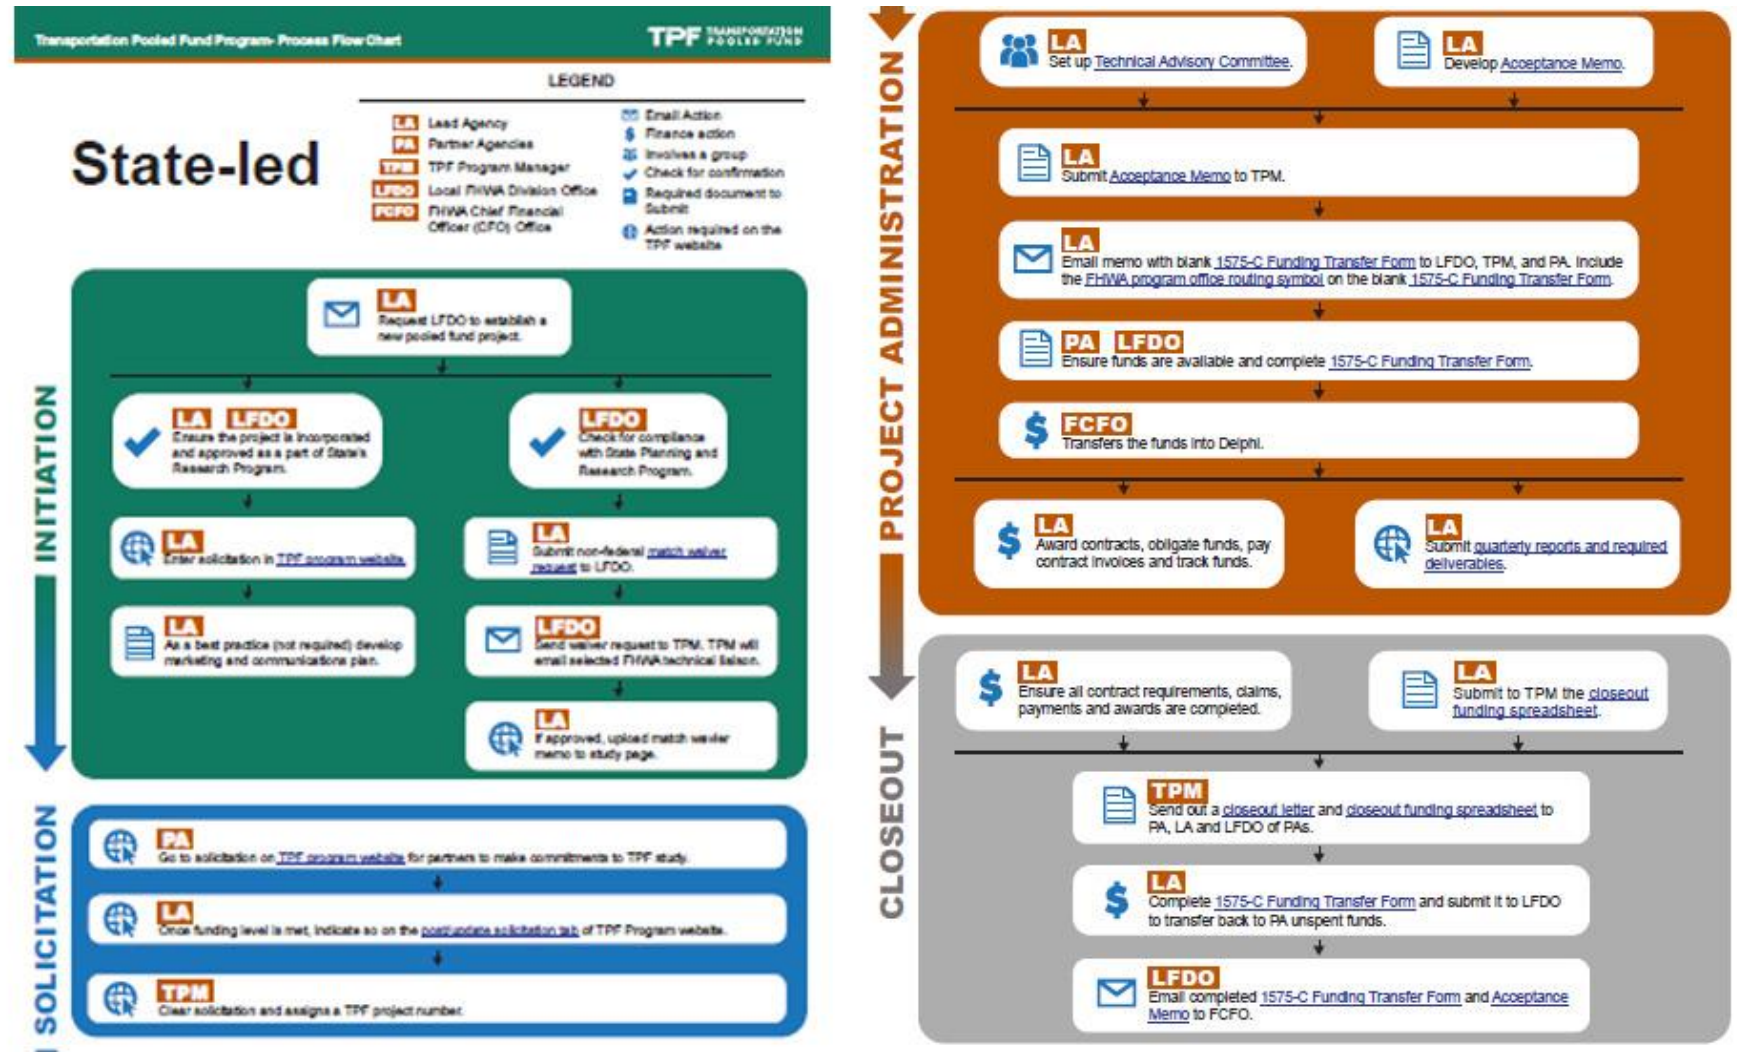 Transportation Pooled Fund Program- Process Flow Chart
TPF TRANSPORTATION
POOLED FUND
LEGEND
State-led
LA Lead Agency
PA Partner Agencies
TPM TPF Program Manager
LFDO Local FHWA Division Office
FCFO FHWA Chief Financial
Officer (CFO) Office
Email Action
Finance action
Involves a group
Check for confirmation
Required document to
Submit
Action required on the
TPF website
INITIATION
LA
Request LFDO to establish a
new pooled fund project.
LA LFDO
Ensure the project is incorporated
and approved as a part of State's
Research Program.
LA
Enter solicitation in TPF program website.
LA
As a best practice (not required) develop
marketing and communications plan.
LFDO
Check for compliance
with State Planning and
Research Program.
LA
Submit non-federal match waiver
request to LFDO.
LFDO
Send waiver request to TPM. TPM will
email selected FHWA technical liaison.
LA
If approved, upload match wavier
memo to study page.
SOLICITATION
PA
Go to solicitation on TPF program website for partners to make commitments to TPF study.
LA
Once funding level is met, indicate so on the post/update solicitation tab of TPF Program website.
TPM
Clear solicitation and assigns a TPF project number.
PROJECT ADMINISTRATION
LA
Set up Technical Advisory Committee.
LA
Develop Acceptance Memo.
LA
Submit Acceptance Memo to TPM.
LA
Email memo with blank 1575-C Funding Transfer Form to LFDO, TPM, and PA. Include
the FHWA program office routing symbol on the blank 1575-C Funding Transfer Form.
PA LFDO
Ensure funds are available and complete 1575-C Funding Transfer Form.
FCFO
Transfers the funds into Delphi.
LA
Award contracts, obligate funds, pay
contract invoices and track funds.
LA
Submit quarterly reports and required
deliverables.
CLOSEOUT
LA
Ensure all contract requirements, claims,
payments and awards are completed.
LA
Submit to TPM the closeout
funding spreadsheet.
TPM
Send out a closeout letter and closeout funding spreadsheet to
PA, LA and LFDO of PAs.
LA
Complete 1575-C Funding Transfer Form and submit it to LFDO
to transfer back to PA unspent funds.
LFDO
Email completed 1575-C Funding Transfer Form and Acceptance
Memo to FCFO.